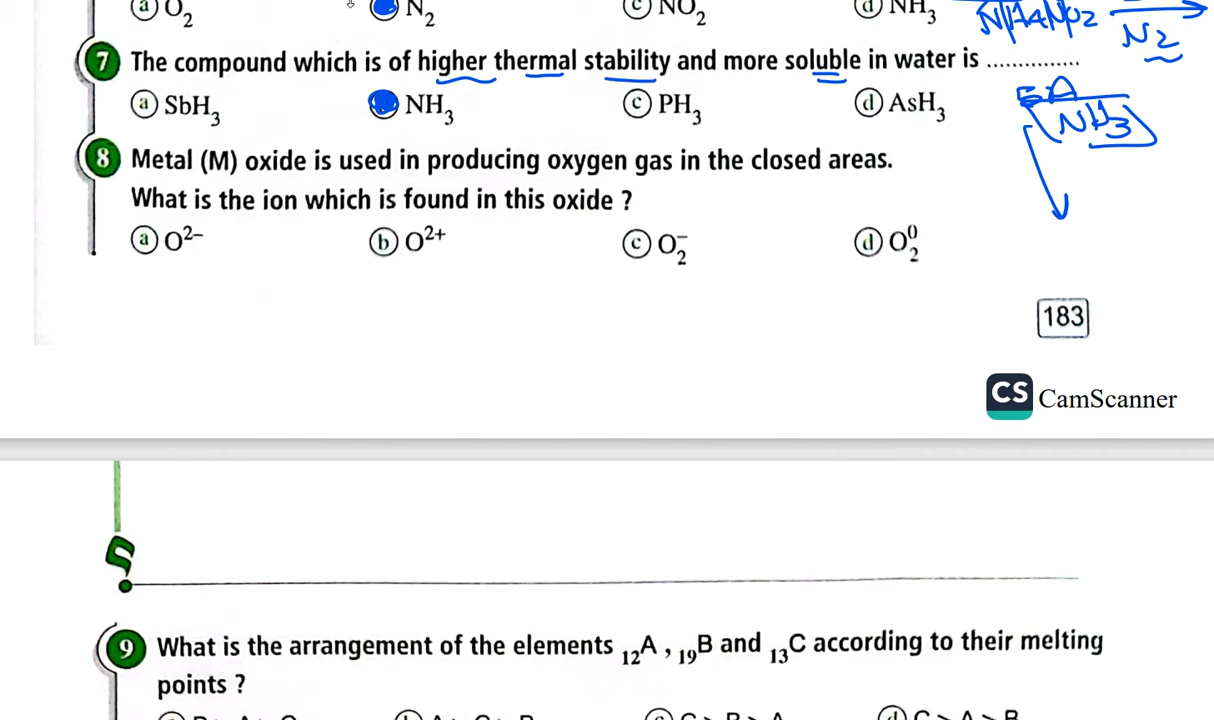 a O2 N2 c NO2 d NH3
NH4NO2
N2
7 The compound which is of higher thermal stability and more soluble in water is ...............
5A
a SbH3 NH3 c PH3 d AsH3
NH3
8 Metal (M) oxide is used in producing oxygen gas in the closed areas.
What is the ion which is found in this oxide ?
a O2– b O2+ c O2– d O20
183
CS CamScanner
9 What is the arrangement of the elements 12A , 19B and 13C according to their melting
points ?
C > A > B